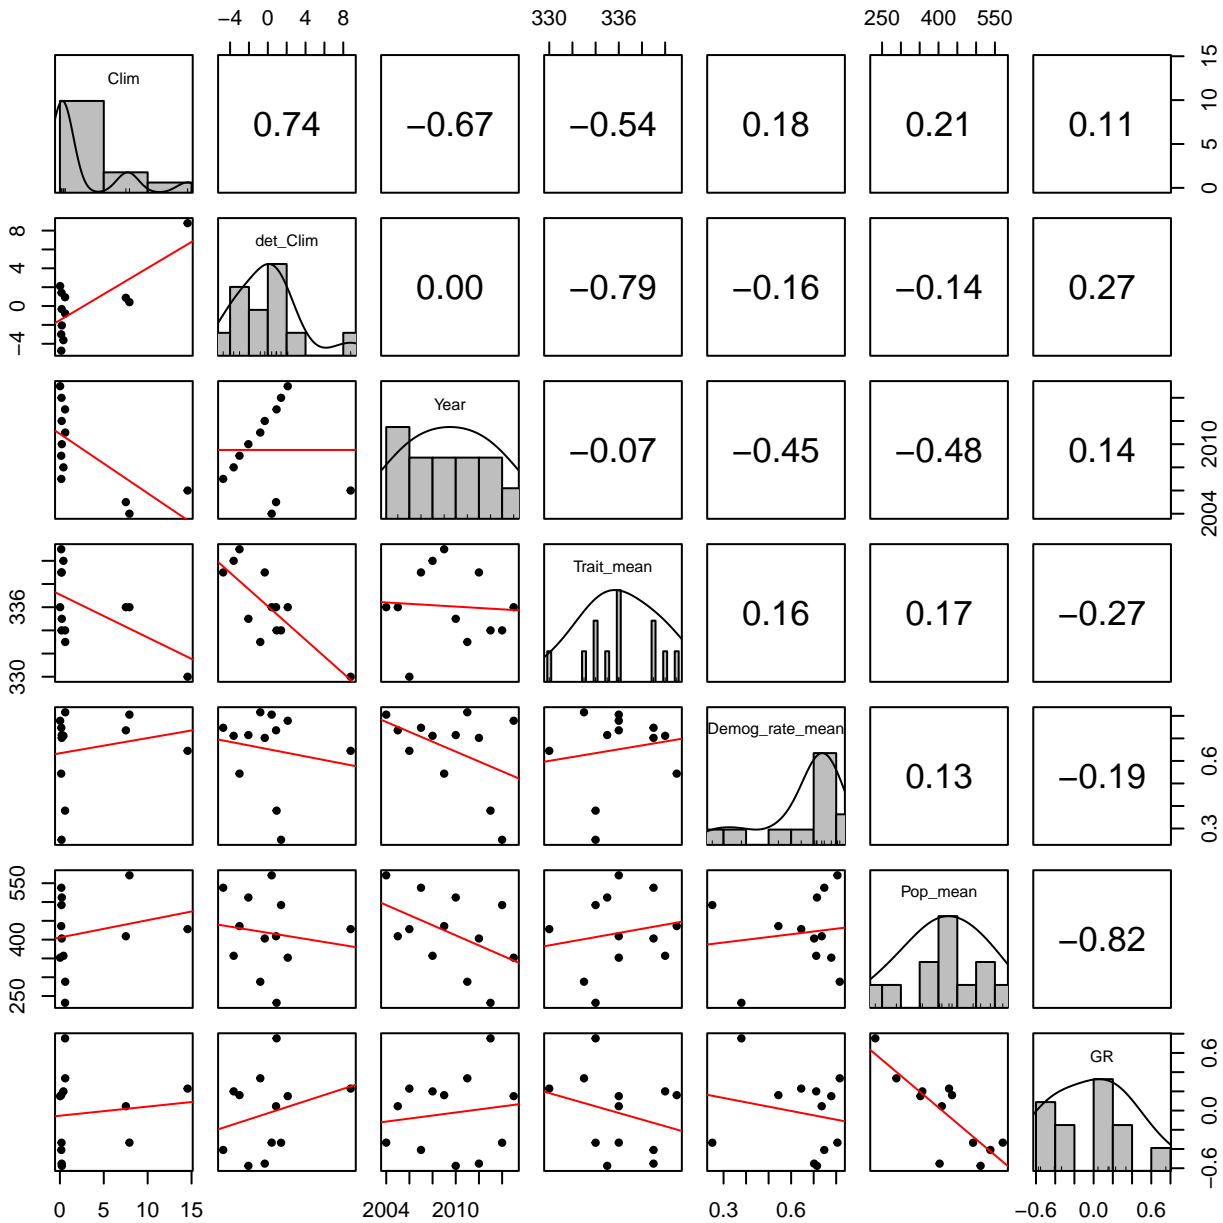 −4 0 4 8 330 336 250 400 550
Clim 0.74 −0.67 −0.54 0.18 0.21 0.11 0 5 10 15
−4 0 4 8 det_Clim 0.00 −0.79 −0.16 −0.14 0.27
Year −0.07 −0.45 −0.48 0.14 2004 2010
330 336 Trait_mean 0.16 0.17 −0.27
Demog_rate_mean 0.13 −0.19 0.3 0.6
250 400 550 Pop_mean −0.82
GR −0.6 0.0 0.6
0 5 10 15 2004 2010 0.3 0.6 −0.6 0.0 0.6